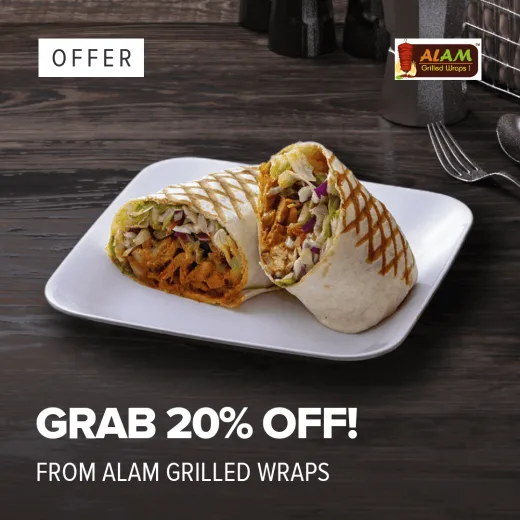 OFFER
ALAM
Grilled Wraps !
GRAB 20% OFF!
FROM ALAM GRILLED WRAPS